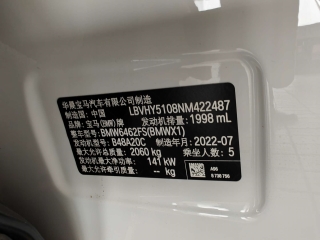 华晨宝马汽车有限公司制造
制造国: 中国 LBVHY5108NM422487
品牌: 宝马(BMW)牌 发动机排量: 1998 mL
整车型号: BMW6462FS(BMWX1)
发动机型号: B48A20C 制造年月: 2022-07
最大允许总质量: 2060 kg 乘坐人数: 5
发动机最大净功率: 141 kW
最大允许牵引质量: - kg